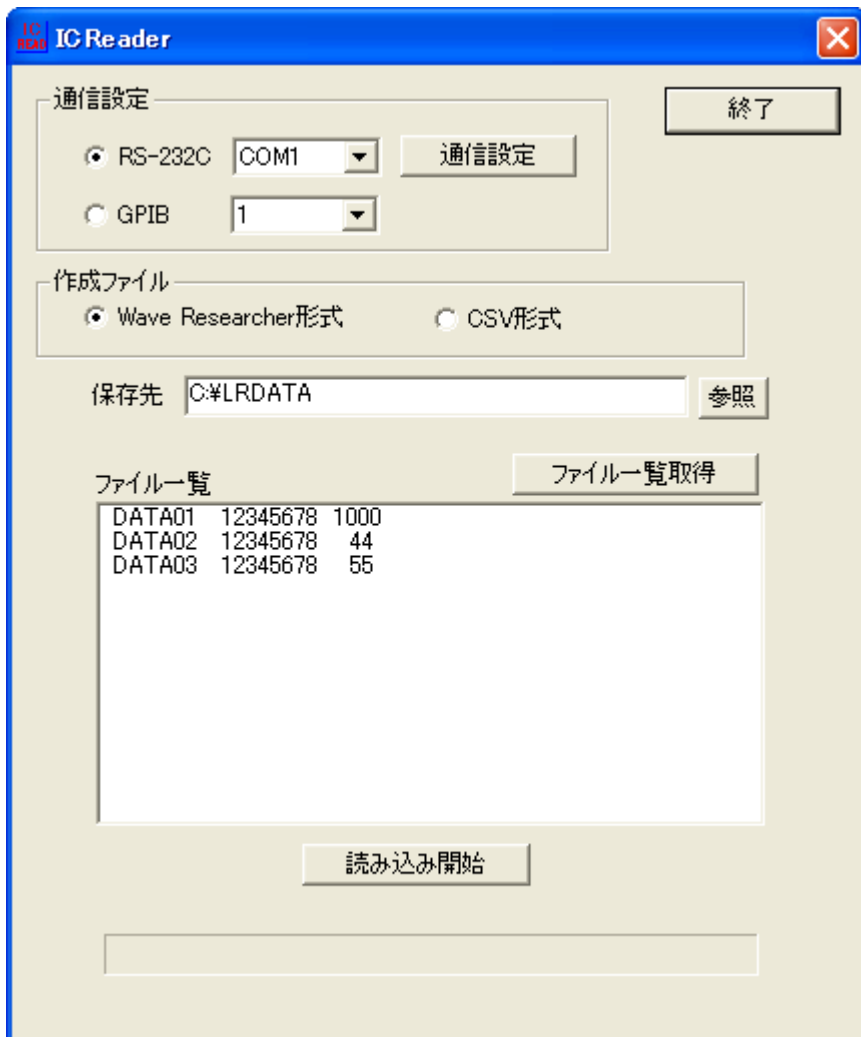 IC READ IC Reader
通信設定
終了
RS-232C COM1 通信設定
GPIB 1
作成ファイル
Wave Researcher形式 CSV形式
保存先 C:¥LRDATA 参照
ファイル一覧 ファイル一覧取得
DATA01 12345678 1000
DATA02 12345678 44
DATA03 12345678 55
読み込み開始